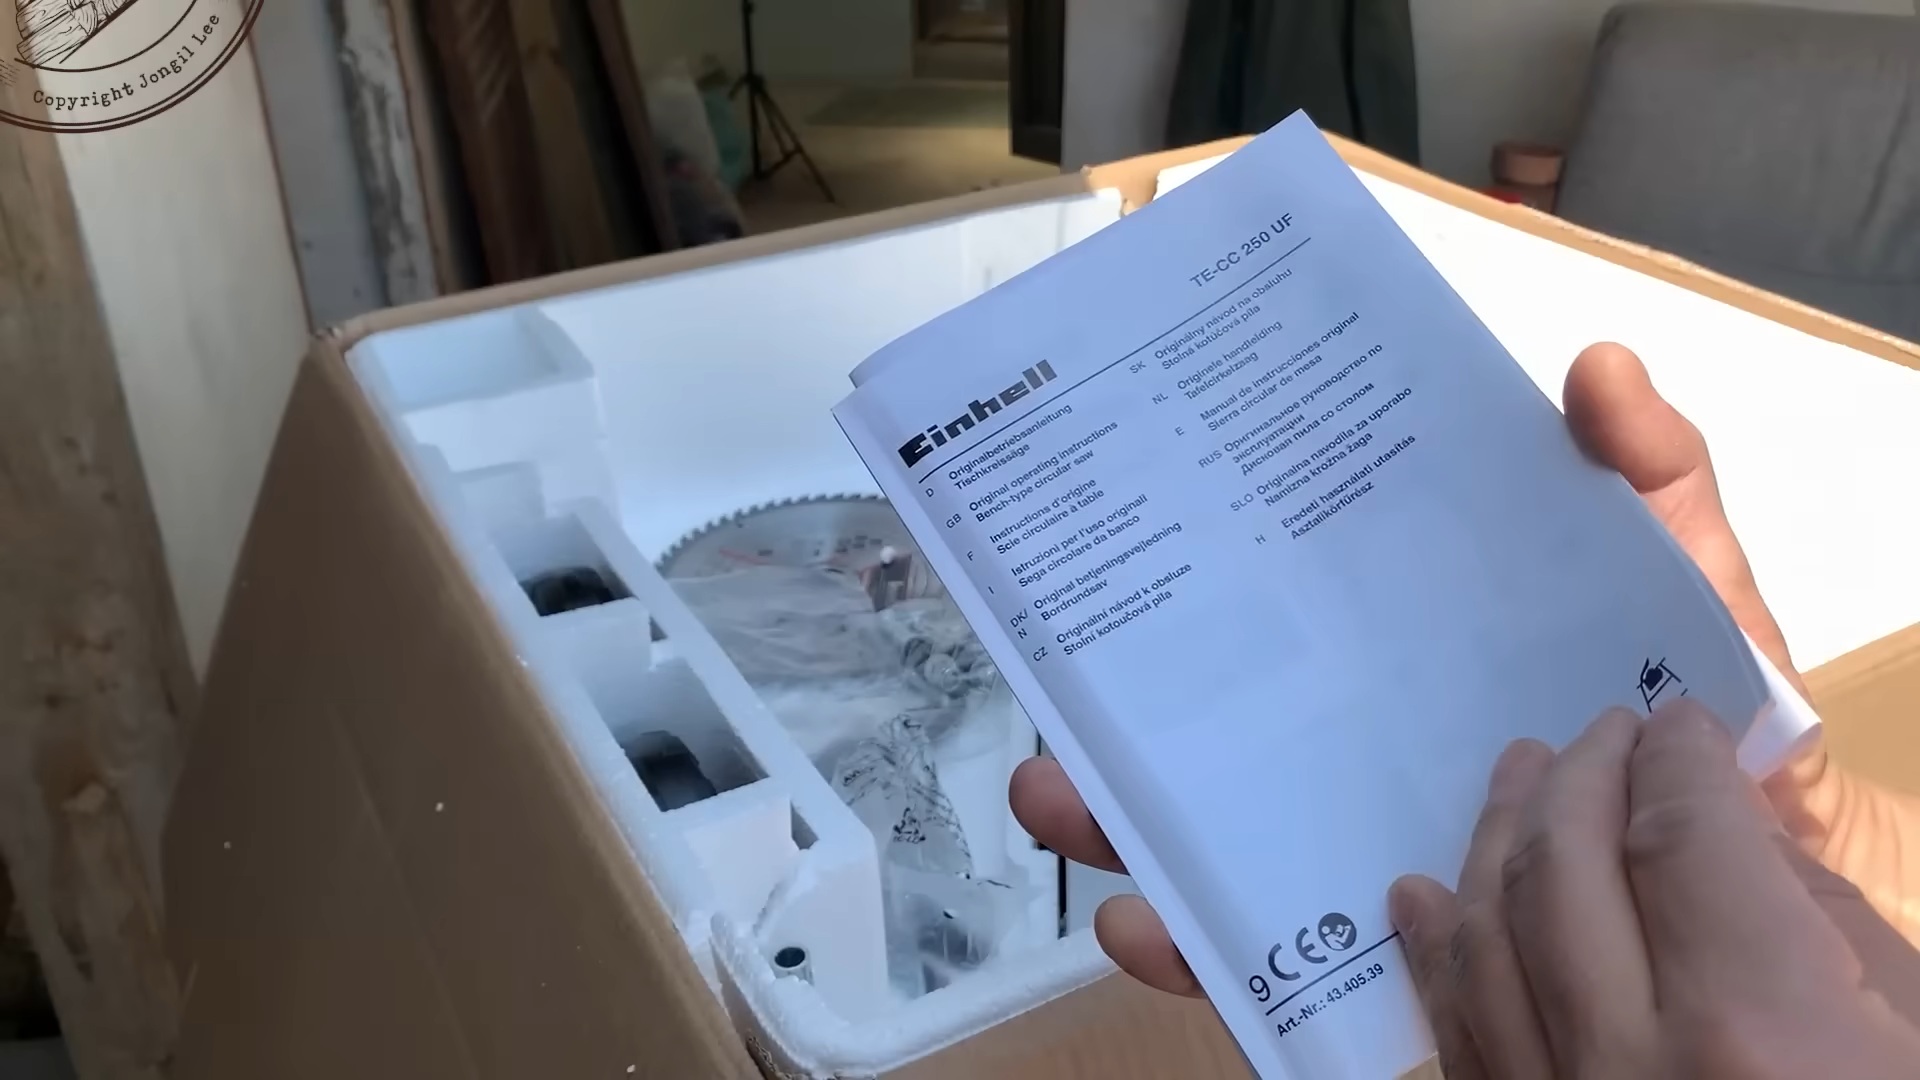 Copyright Jongil Lee
TE-CC 250 UF
Einhell
D Originalbetriebsanleitung
Tischkreissäge
GB Original operating instructions
Bench-type circular saw
F Instructions d'origine
Scie circulaire à table
I Istruzioni per l'uso originali
Sega circolare da banco
DK/ Original betjeningsvejledning
N Bordrundsav
CZ Originální návod k obsluze
Stolní kotoučová pila
SK Originálny návod na obsluhu
Stolná kotúčová píla
NL Originele handleiding
Tafelcirkelzaag
E Manual de instrucciones original
Sierra circular de mesa
RUS Оригинальное руководство по
эксплуатации
Дисковая пила со столом
SLO Originalna navodila za uporabo
Namizna krožna žaga
H Eredeti használati utasítás
Asztalikörfűrész
9 CE
Art.-Nr.: 43.405.39